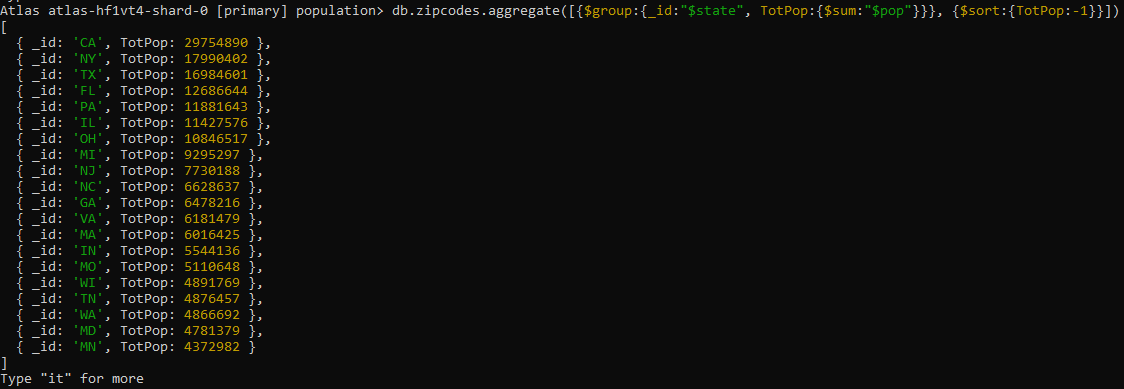 Atlas atlas-hf1vt4-shard-0 [primary] population> db.zipcodes.aggregate([{$group:{_id:"$state", TotPop:{$sum:"$pop"}}}, {$sort:{TotPop:-1}}])
[
  { _id: 'CA', TotPop: 29754890 },
  { _id: 'NY', TotPop: 17990402 },
  { _id: 'TX', TotPop: 16984601 },
  { _id: 'FL', TotPop: 12686644 },
  { _id: 'PA', TotPop: 11881643 },
  { _id: 'IL', TotPop: 11427576 },
  { _id: 'OH', TotPop: 10846517 },
  { _id: 'MI', TotPop: 9295297 },
  { _id: 'NJ', TotPop: 7730188 },
  { _id: 'NC', TotPop: 6628637 },
  { _id: 'GA', TotPop: 6478216 },
  { _id: 'VA', TotPop: 6181479 },
  { _id: 'MA', TotPop: 6016425 },
  { _id: 'IN', TotPop: 5544136 },
  { _id: 'MO', TotPop: 5110648 },
  { _id: 'WI', TotPop: 4891769 },
  { _id: 'TN', TotPop: 4876457 },
  { _id: 'WA', TotPop: 4866692 },
  { _id: 'MD', TotPop: 4781379 },
  { _id: 'MN', TotPop: 4372982 }
]
Type "it" for more